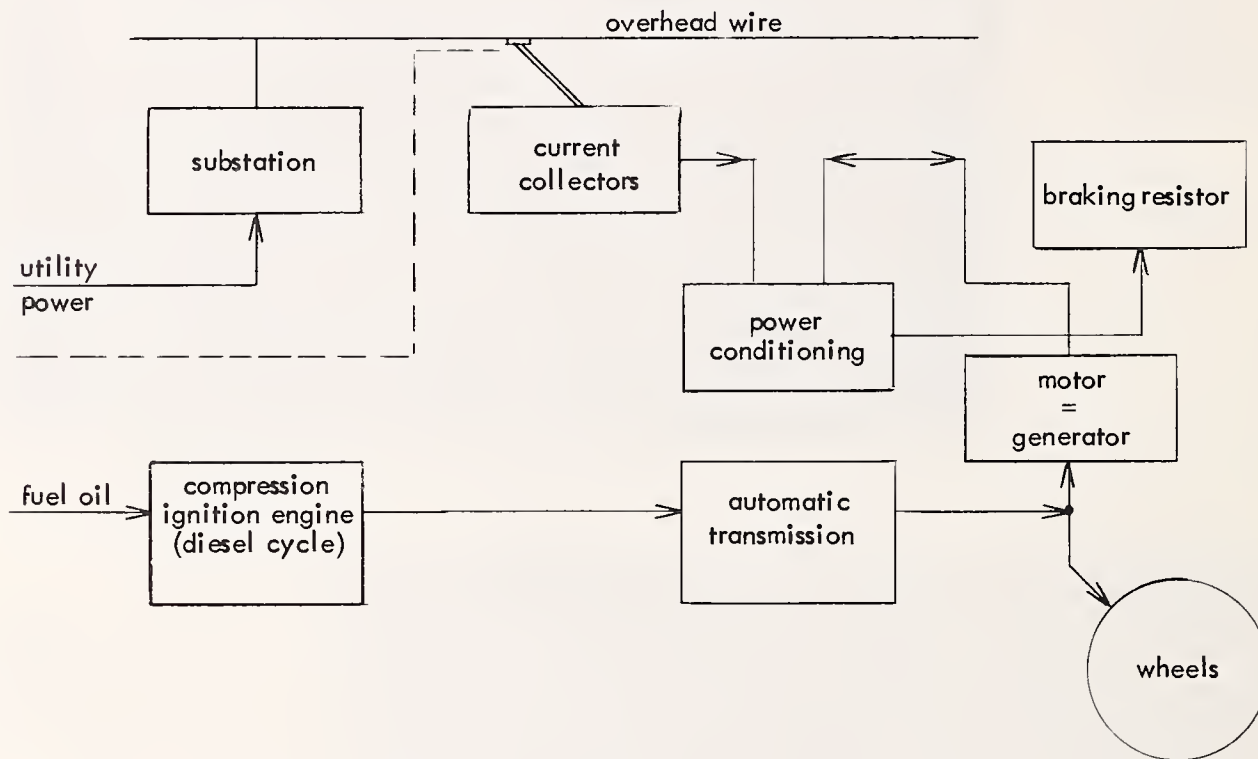 overhead wire
substation
current
collectors
braking resistor
utility
power
power
conditioning
motor
=
generator
fuel oil
compression
ignition engine
(diesel cycle)
automatic
transmission
wheels